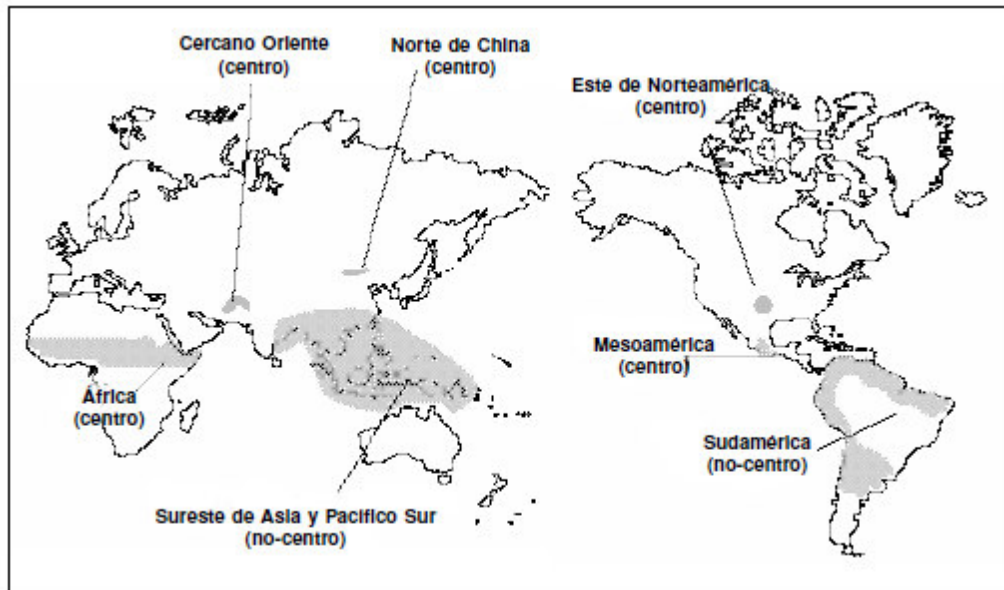 Cercano Oriente
(centro)
Norte de China
(centro)
Este de Norteamérica
(centro)
Mesoamérica
(centro)
África
(centro)
Sudamérica
(no-centro)
Sureste de Asia y Pacifico Sur
(no-centro)